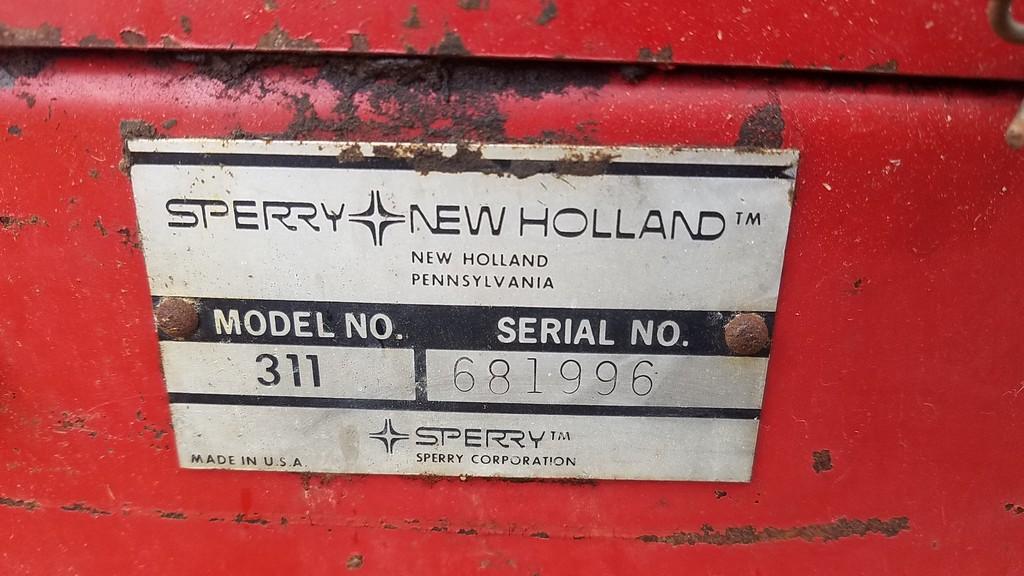 SPERRY NEW HOLLAND™
NEW HOLLAND
PENNSYLVANIA
MODEL NO. SERIAL NO.
311 681996
SPERRY™
SPERRY CORPORATION
MADE IN U.S.A.